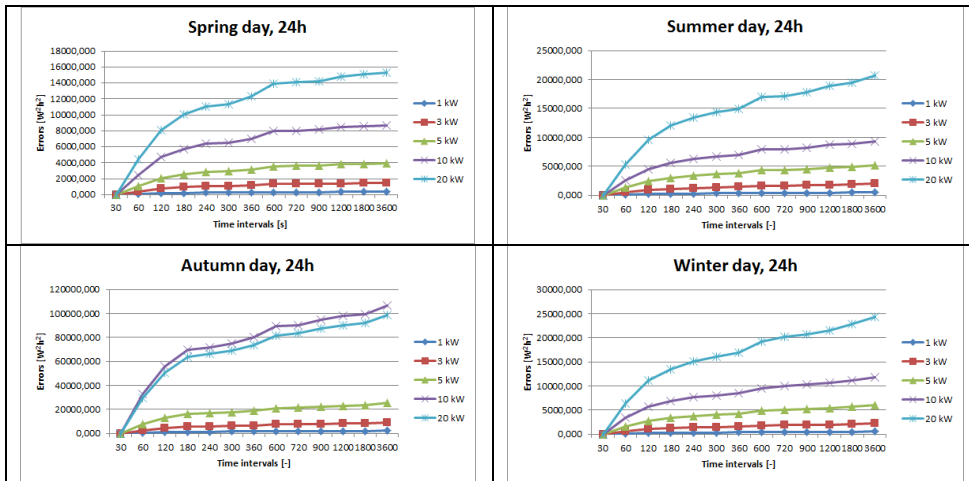 Spring day, 24h
Errors [W²h²]
18000,000
16000,000
14000,000
12000,000
10000,000
8000,000
6000,000
4000,000
2000,000
0,000
30 60 120 180 240 300 360 600 720 900 1200 1800 3600
Time intervals [s]
1 kW
3 kW
5 kW
10 kW
20 kW
Summer day, 24h
Errors [W²h²]
25000,000
20000,000
15000,000
10000,000
5000,000
0,000
30 60 120 180 240 300 360 600 720 900 1200 1800 3600
Time intervals [-]
1 kW
3 kW
5 kW
10 kW
20 kW
Autumn day, 24h
Errors [W²h²]
120000,000
100000,000
80000,000
60000,000
40000,000
20000,000
0,000
30 60 120 180 240 300 360 600 720 900 1200 1800 3600
Time intervals [-]
1 kW
3 kW
5 kW
10 kW
20 kW
Winter day, 24h
Errors [W²h²]
30000,000
25000,000
20000,000
15000,000
10000,000
5000,000
0,000
30 60 120 180 240 300 360 600 720 900 1200 1800 3600
Time intervals [-]
1 kW
3 kW
5 kW
10 kW
20 kW